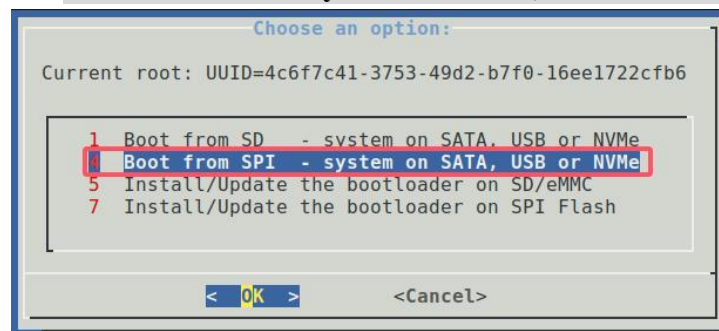 Choose an option:
Current root: UUID=4c6f7c41-3753-49d2-b7f0-16ee1722cfb6
1 Boot from SD - system on SATA, USB or NVMe
4 Boot from SPI - system on SATA, USB or NVMe
5 Install/Update the bootloader on SD/eMMC
7 Install/Update the bootloader on SPI Flash
< OK > <Cancel>